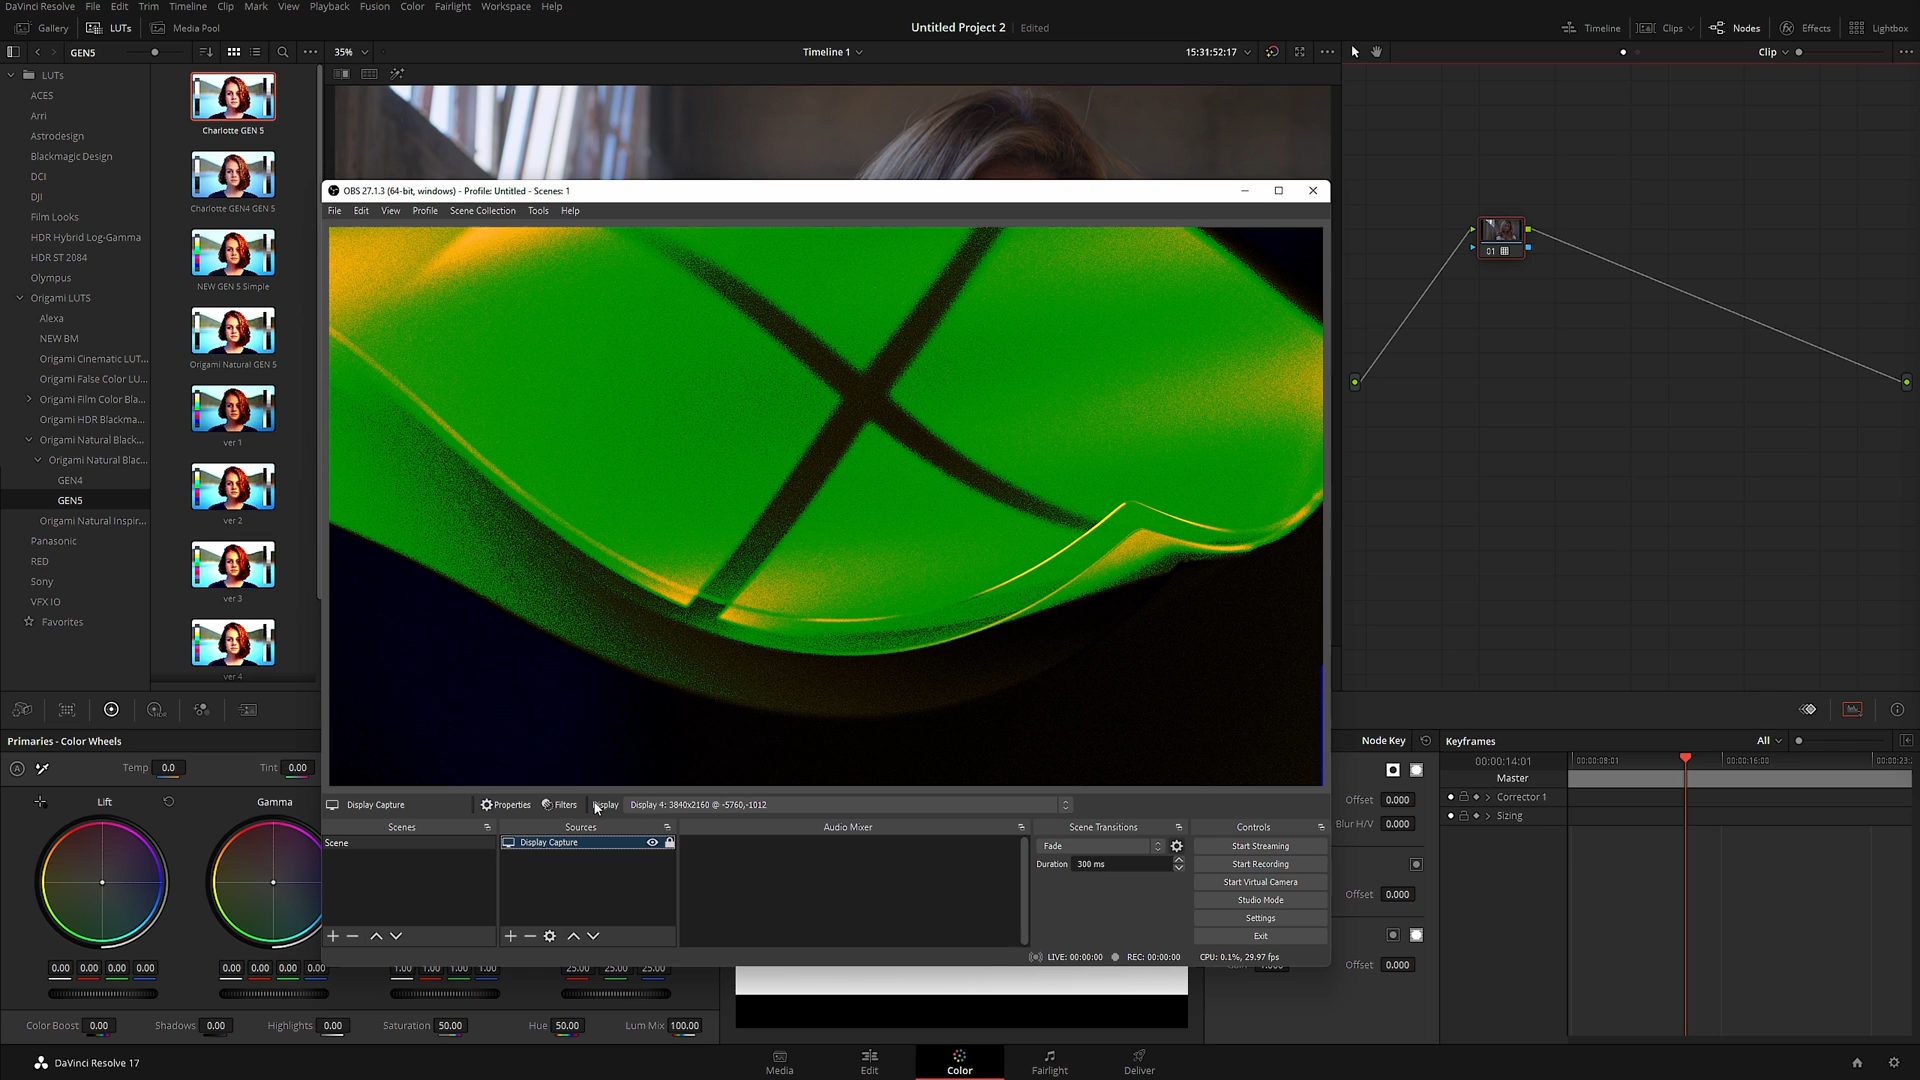 DaVinci Resolve File Edit Trim Timeline Clip Mark View Playback Fusion Color Fairlight Workspace Help
Gallery LUTs Media Pool Untitled Project 2 Edited Timeline Clips Nodes Effects Lightbox
GEN5 35% Timeline 1 15:31:52:17 Clip
LUTs
ACES
Arri
Astrodesign
Blackmagic Design
DCI
DJI
Film Looks
HDR Hybrid Log-Gamma
HDR ST 2084
Olympus
Origami LUTS
Alexa
NEW BM
Origami Cinematic LUT...
Origami False Color LU...
Origami Film Color Bla...
Origami HDR Blackma...
Origami Natural Black...
Origami Natural Blac...
GEN4
GEN5
Origami Natural Inspir...
Panasonic
RED
Sony
VFX IO
Favorites
Charlotte GEN 5
Charlotte GEN4 GEN 5
NEW GEN 5 Simple
Origami Natural GEN 5
ver 1
ver 2
ver 3
ver 4
OBS 27.1.3 (64-bit, windows) - Profile: Untitled - Scenes: 1
File Edit View Profile Scene Collection Tools Help
01
Display Capture Properties Filters Display Display 4: 3840x2160 @ -5760,-1012
Scenes Sources Audio Mixer Scene Transitions Controls
Scene
Display Capture
Fade
Duration 300 ms
Start Streaming
Start Recording
Start Virtual Camera
Studio Mode
Settings
Exit
LIVE: 00:00:00 REC: 00:00:00 CPU: 0.1%, 29.97 fps
Primaries - Color Wheels
A Temp 0.0 Tint 0.00
HDR
Lift Gamma
0.00 0.00 0.00 0.00 0.00 0.00 0.00 0.00 1.00 1.00 1.00 1.00 25.00 25.00 25.00
Color Boost 0.00 Shadows 0.00 Highlights 0.00 Saturation 50.00 Hue 50.00 Lum Mix 100.00
Node Key
Offset 0.000
Blur H/V 0.000
Offset 0.000
Offset 0.000
Keyframes All
00:00:14:01 00:00:08:01 00:00:16:00 00:00:23:
Master
Corrector 1
Sizing
DaVinci Resolve 17 Media Edit Color Fairlight Deliver